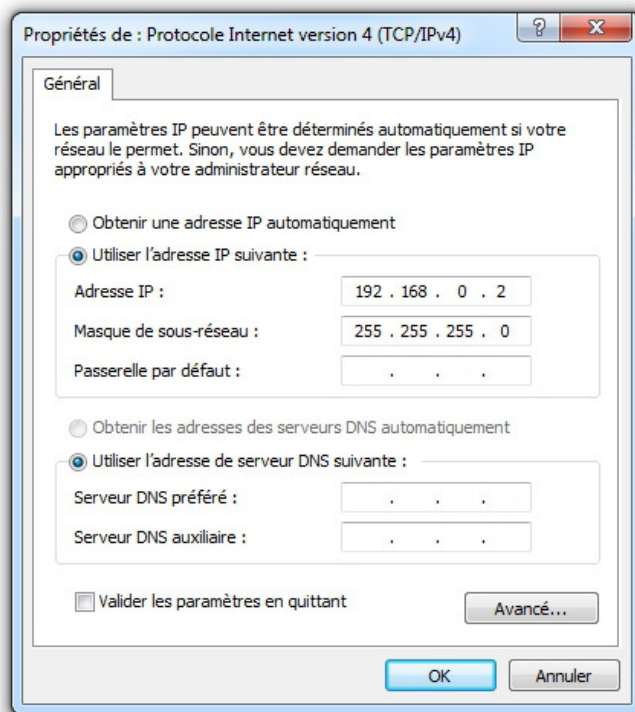 Propriétés de : Protocole Internet version 4 (TCP/IPv4)
Général
Les paramètres IP peuvent être déterminés automatiquement si votre
réseau le permet. Sinon, vous devez demander les paramètres IP
appropriés à votre administrateur réseau.
Obtenir une adresse IP automatiquement
Utiliser l'adresse IP suivante :
Adresse IP : 192 . 168 . 0 . 2
Masque de sous-réseau : 255 . 255 . 255 . 0
Passerelle par défaut : . . .
Obtenir les adresses des serveurs DNS automatiquement
Utiliser l'adresse de serveur DNS suivante :
Serveur DNS préféré : . . .
Serveur DNS auxiliaire : . . .
Valider les paramètres en quittant
Avancé...
OK Annuler